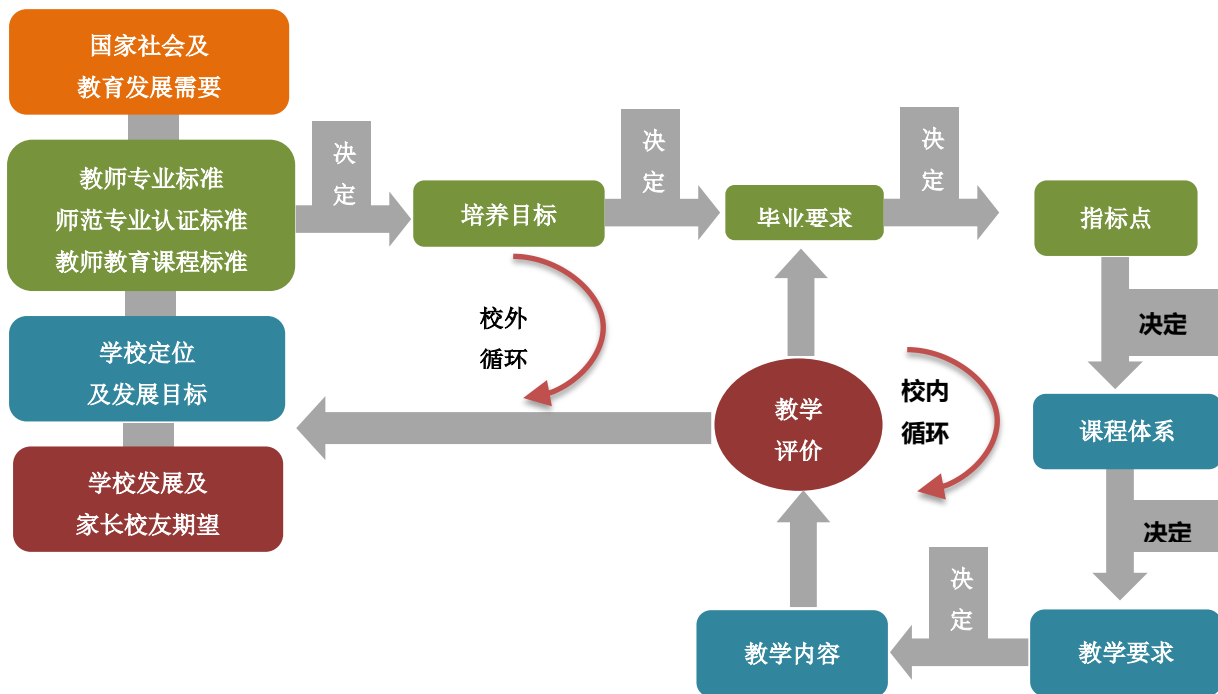 国家社会及
教育发展需要
教师专业标准
师范专业认证标准
教师教育课程标准
学校定位
及发展目标
学校发展及
家长校友期望
决
定
培养目标
决
定
毕业要求
决
定
指标点
决定
课程体系
决定
教学要求
决
定
教学内容
教学
评价
校外
循环
校内
循环